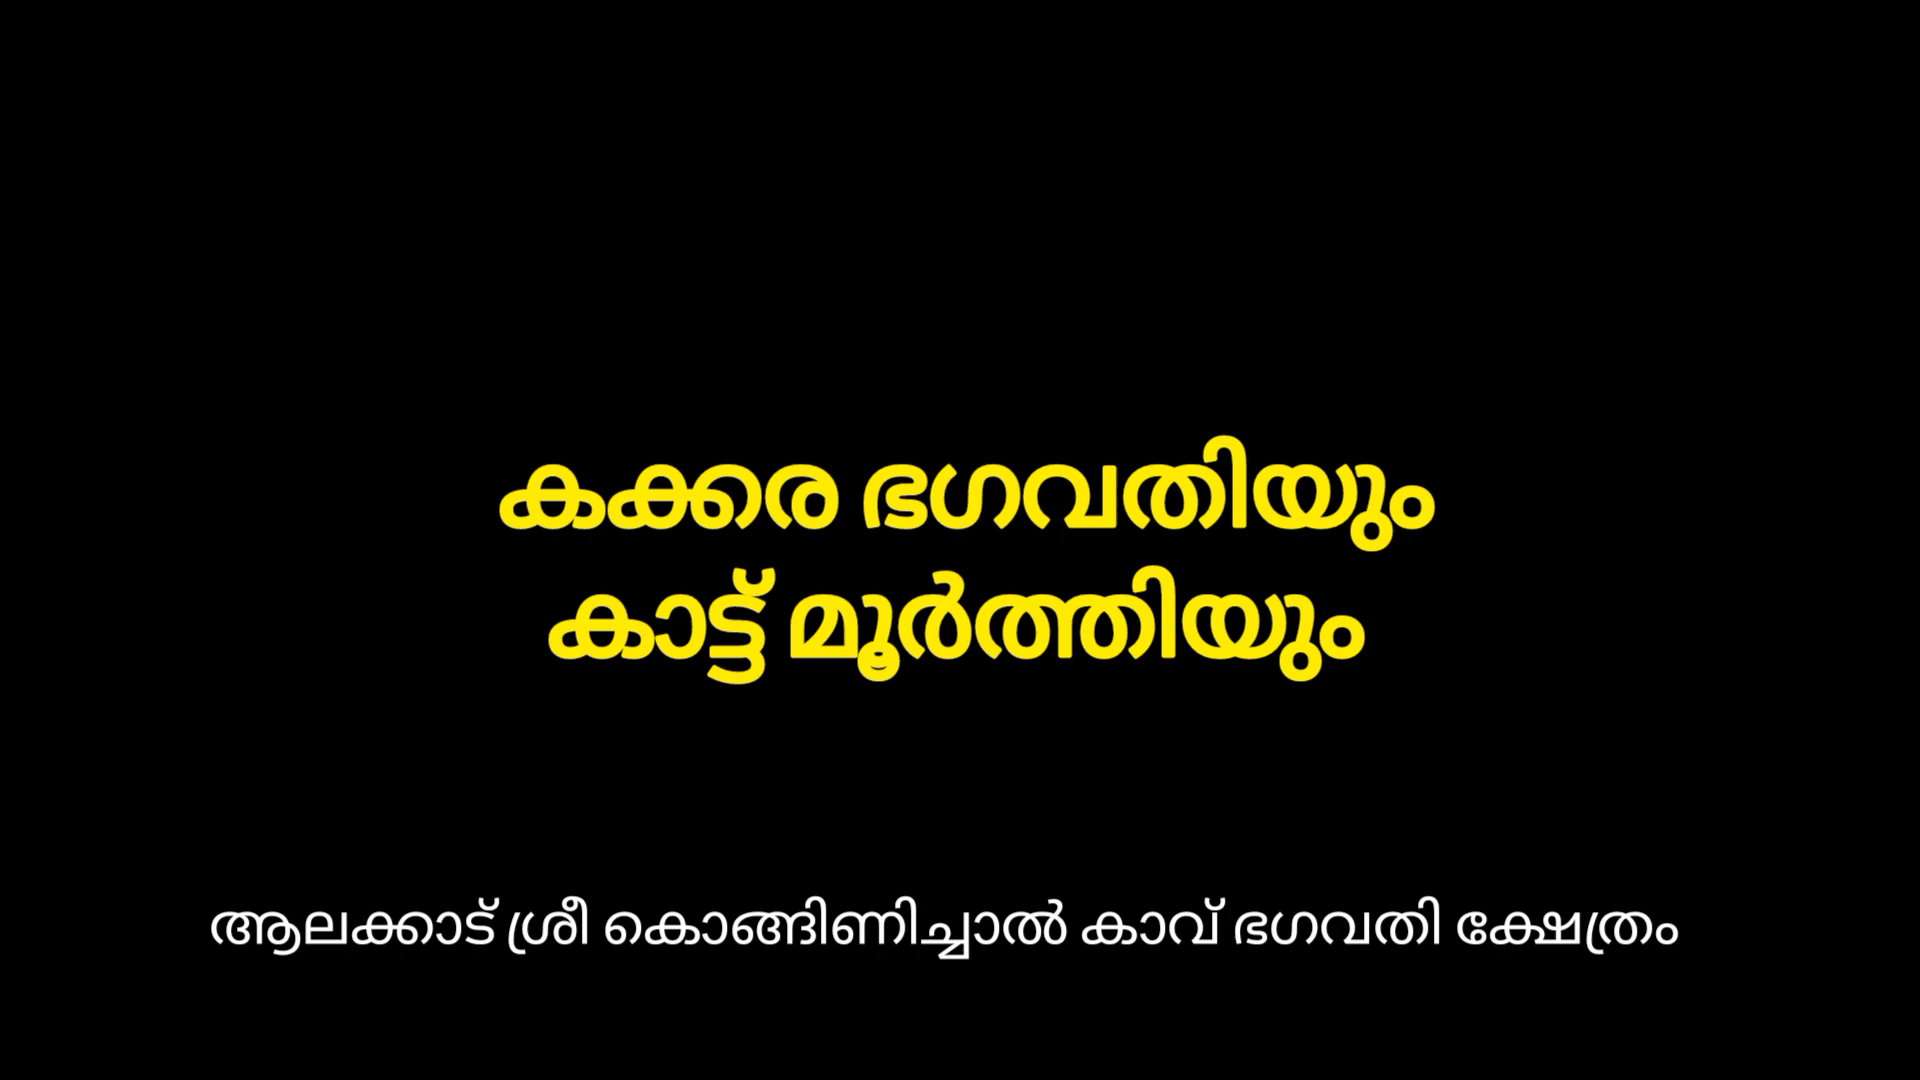 കക്കര ഭഗവതിയും
കാട്ട് മൂർത്തിയും
ആലക്കാട് ശ്രീ കൊങ്ങിണിച്ചാൽ കാവ് ഭഗവതി ക്ഷേത്രം